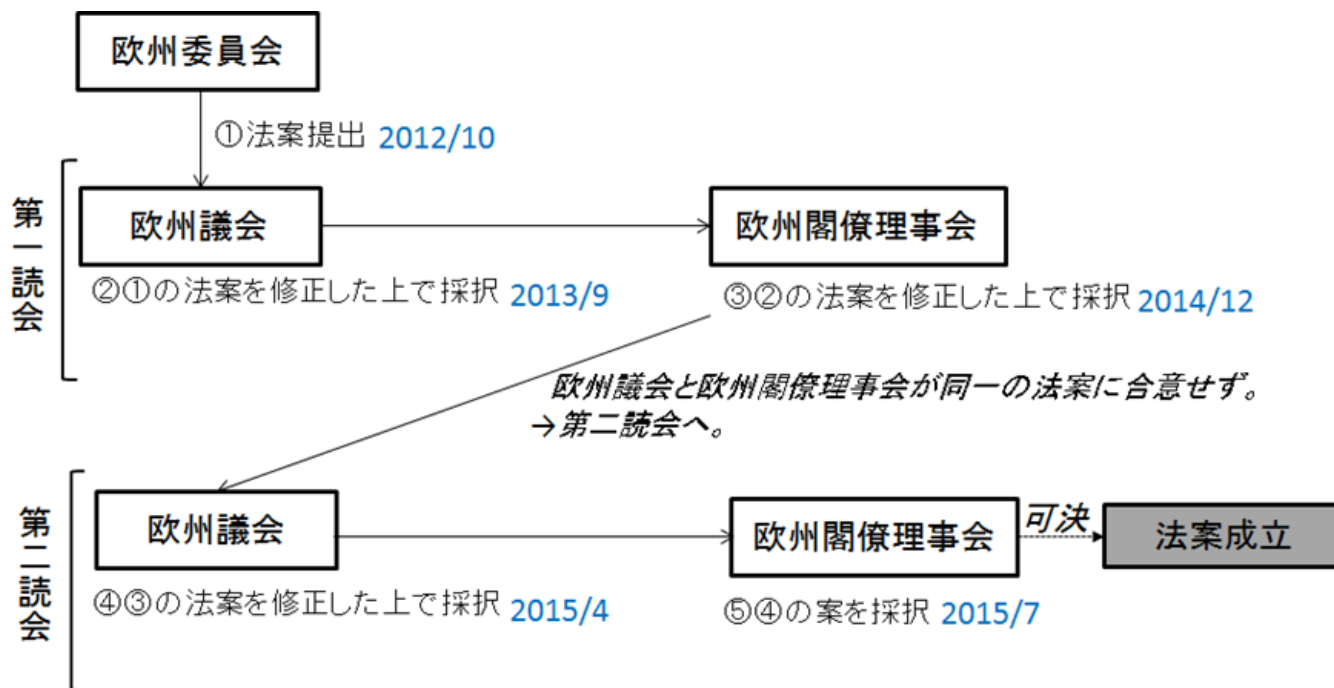 欧州委員会
①法案提出 2012/10
第一読会
欧州議会
欧州閣僚理事会
②①の法案を修正した上で採択 2013/9
③②の法案を修正した上で採択 2014/12
欧州議会と欧州閣僚理事会が同一の法案に合意せず。
→第二読会へ。
第二読会
欧州議会
欧州閣僚理事会
可決
法案成立
④③の法案を修正した上で採択 2015/4
⑤④の案を採択 2015/7